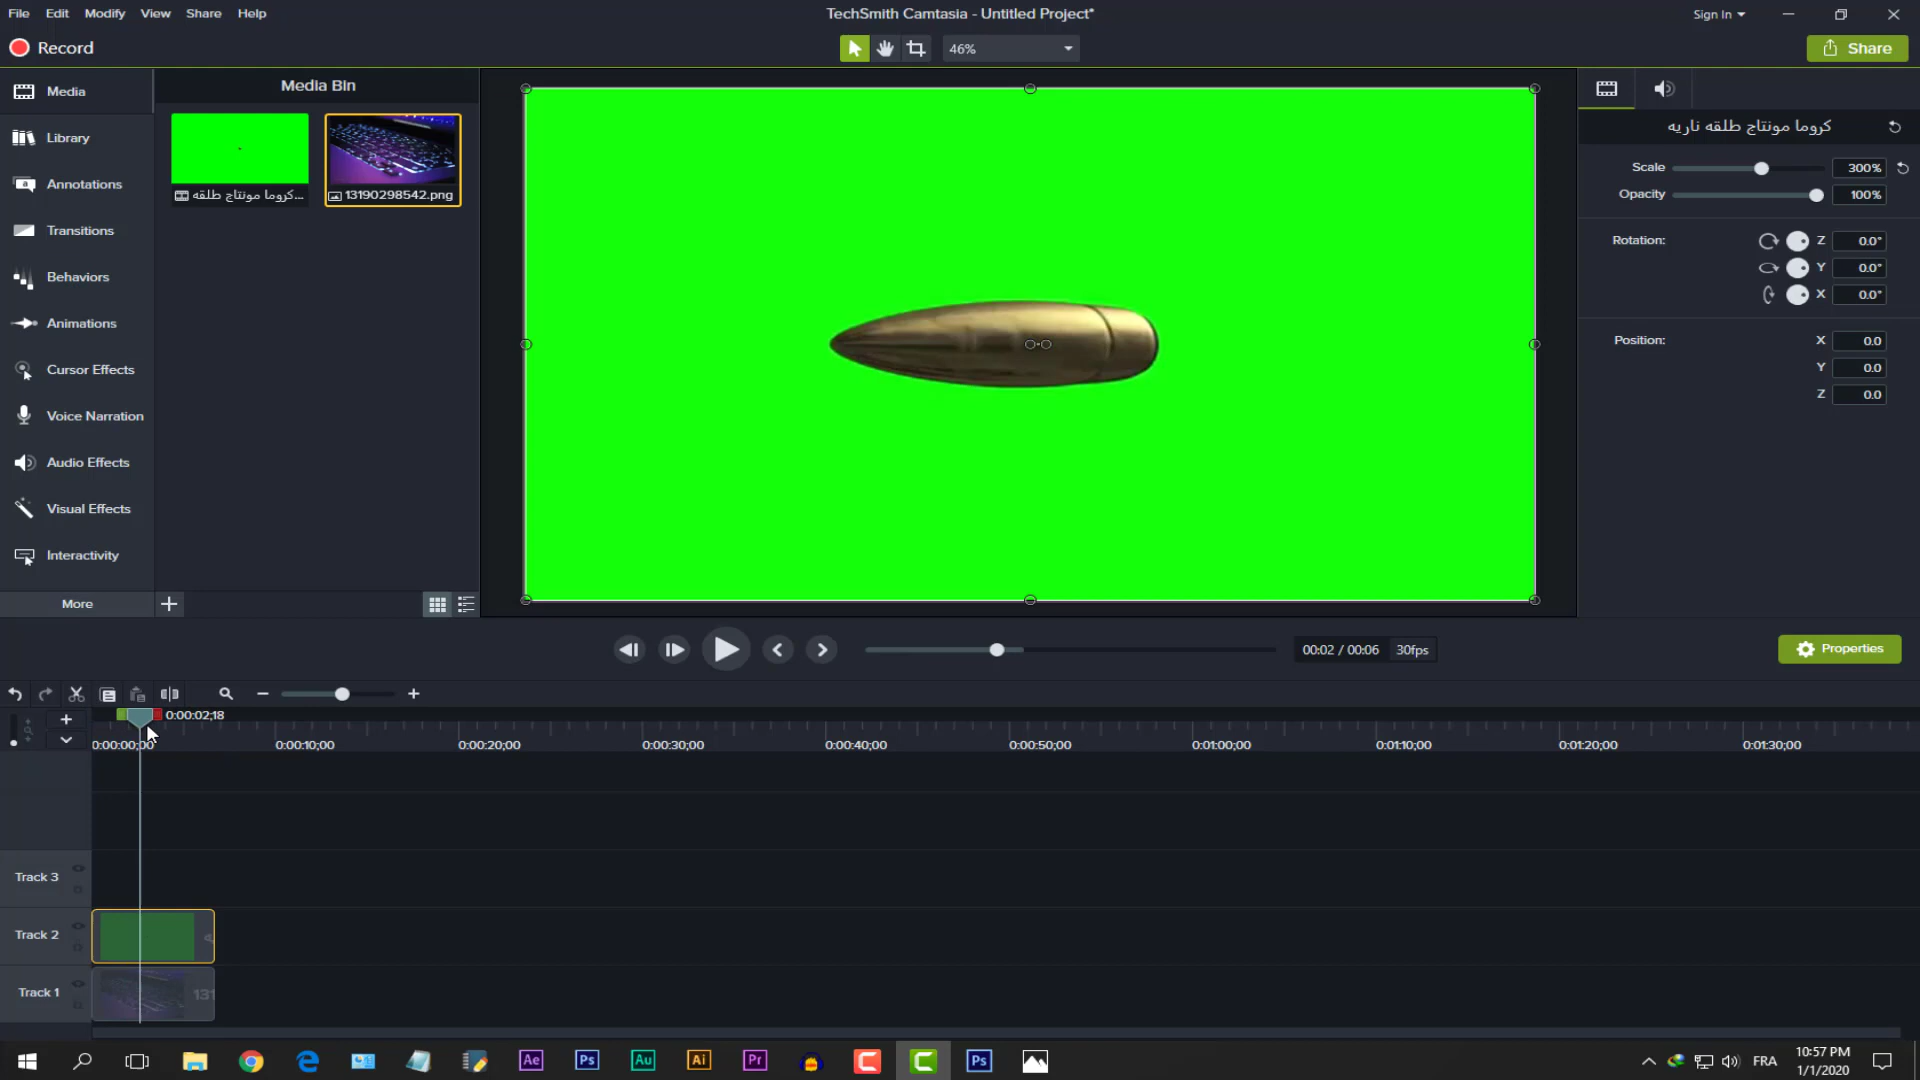 File Edit Modify View Share Help
TechSmith Camtasia - Untitled Project*
Sign In
Record
46%
Share
Media
Media Bin
Library
Annotations
Transitions
Behaviors
Animations
Cursor Effects
Voice Narration
Audio Effects
Visual Effects
Interactivity
More
كروما مونتاج طلقه...
13190298542.png
كروما مونتاج طلقه ناريه
Scale 300%
Opacity 100%
Rotation: Z 0.0°
Y 0.0°
X 0.0°
Position: X 0.0
Y 0.0
Z 0.0
00:02 / 00:06 30fps
Properties
0:00:02;18
0:00:00;00 0:00:10;00 0:00:20;00 0:00:30;00 0:00:40;00 0:00:50;00 0:01:00;00 0:01:10;00 0:01:20;00 0:01:30;00
Track 3
Track 2
Track 1
131
Ae Ps Au Ai Pr Ps
FRA
10:57 PM
1/1/2020